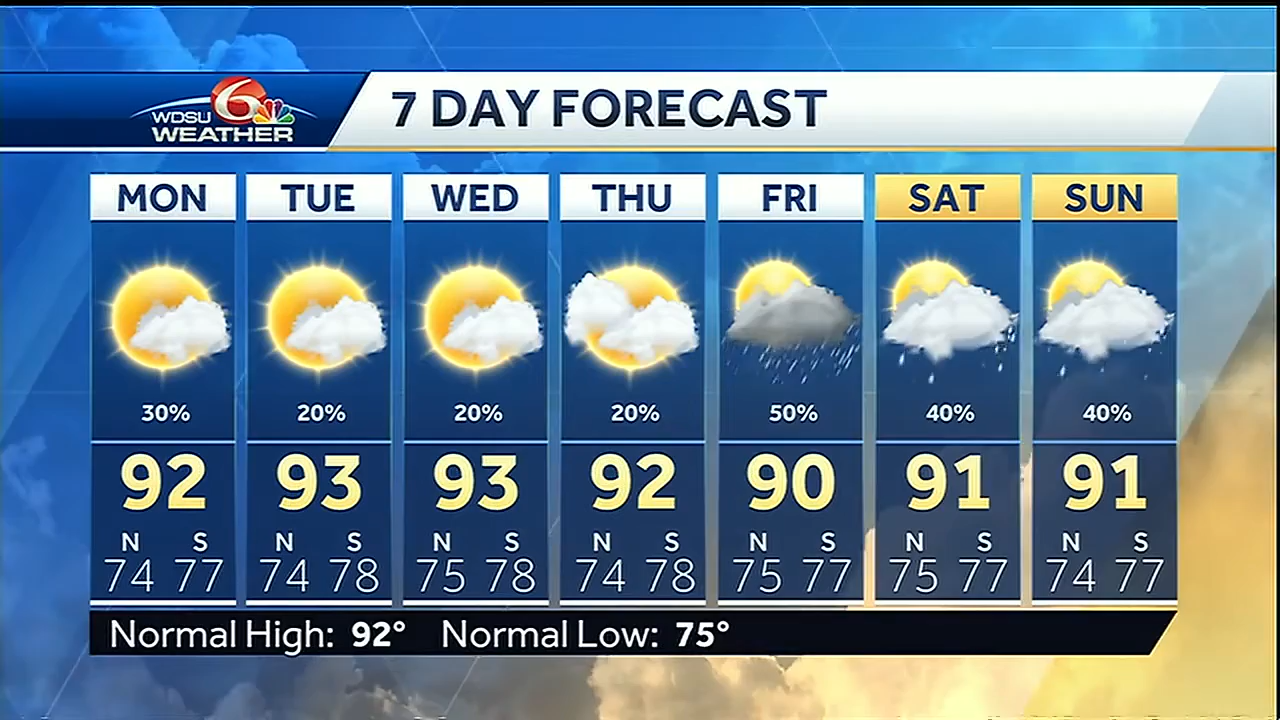 WDSU 6
WEATHER
7 DAY FORECAST
MON TUE WED THU FRI SAT SUN
30% 20% 20% 20% 50% 40% 40%
92 93 93 92 90 91 91
N S N S N S N S N S N S N S
74 77 74 78 75 78 74 78 75 77 75 77 74 77
Normal High: 92° Normal Low: 75°